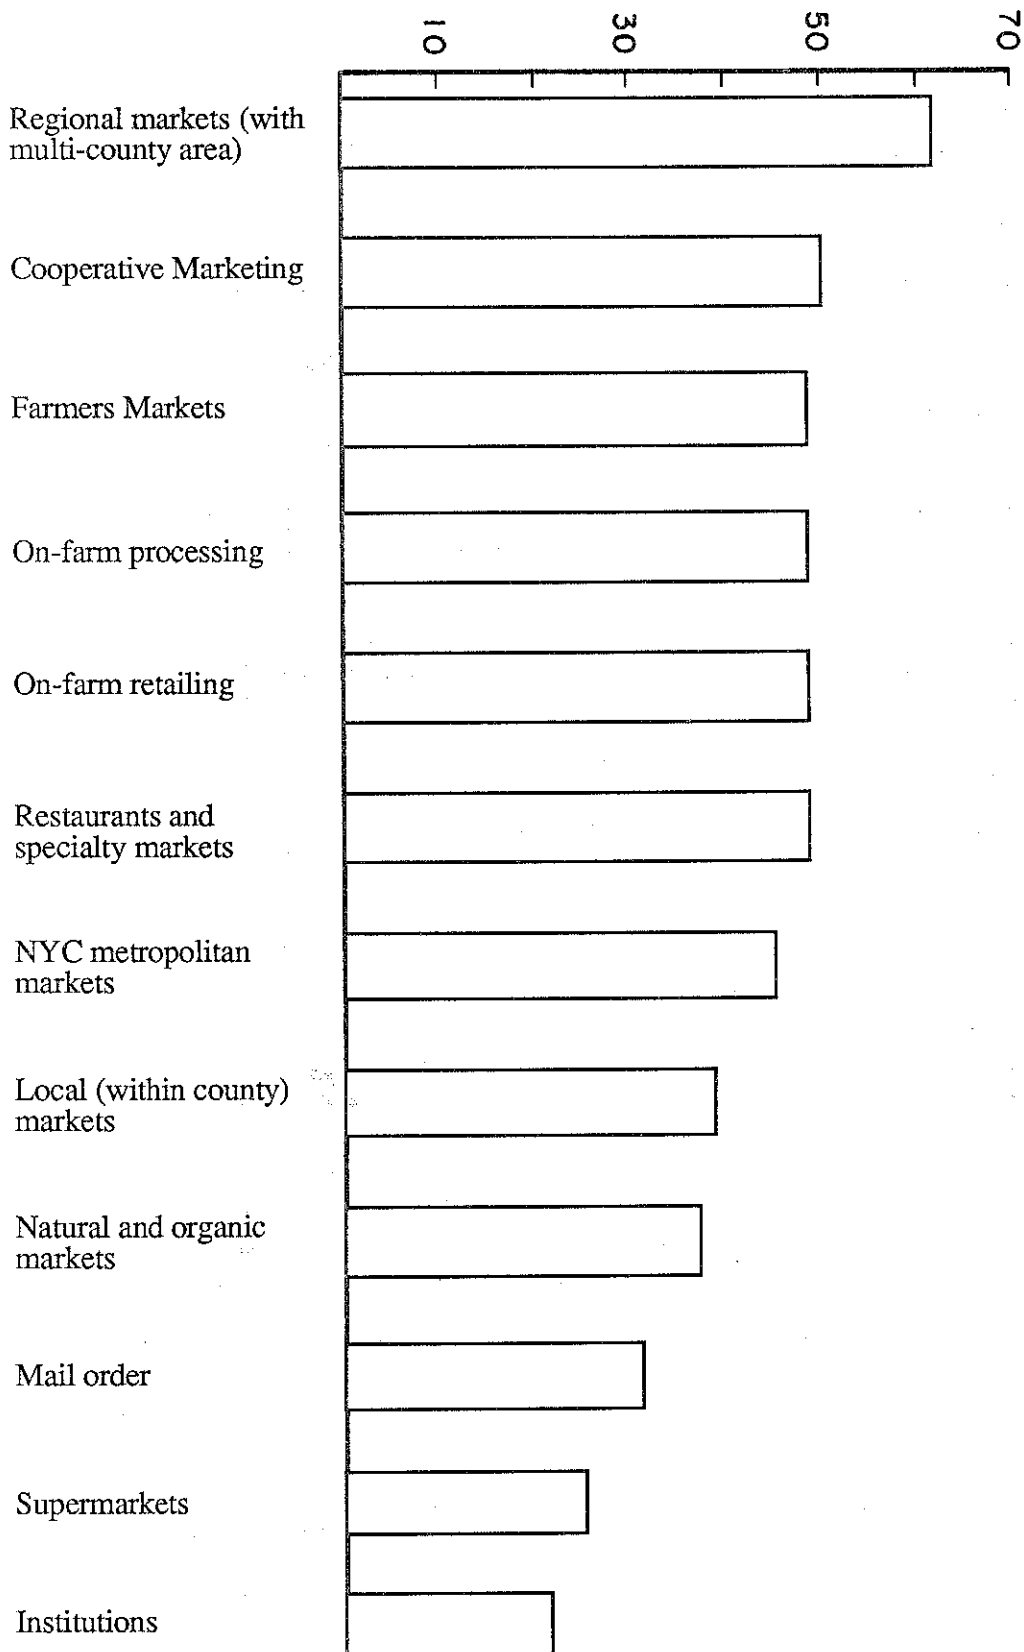 10
30
50
70
Regional markets (with
multi-county area)
Cooperative Marketing
Farmers Markets
On-farm processing
On-farm retailing
Restaurants and
specialty markets
NYC metropolitan
markets
Local (within county)
markets
Natural and organic
markets
Mail order
Supermarkets
Institutions